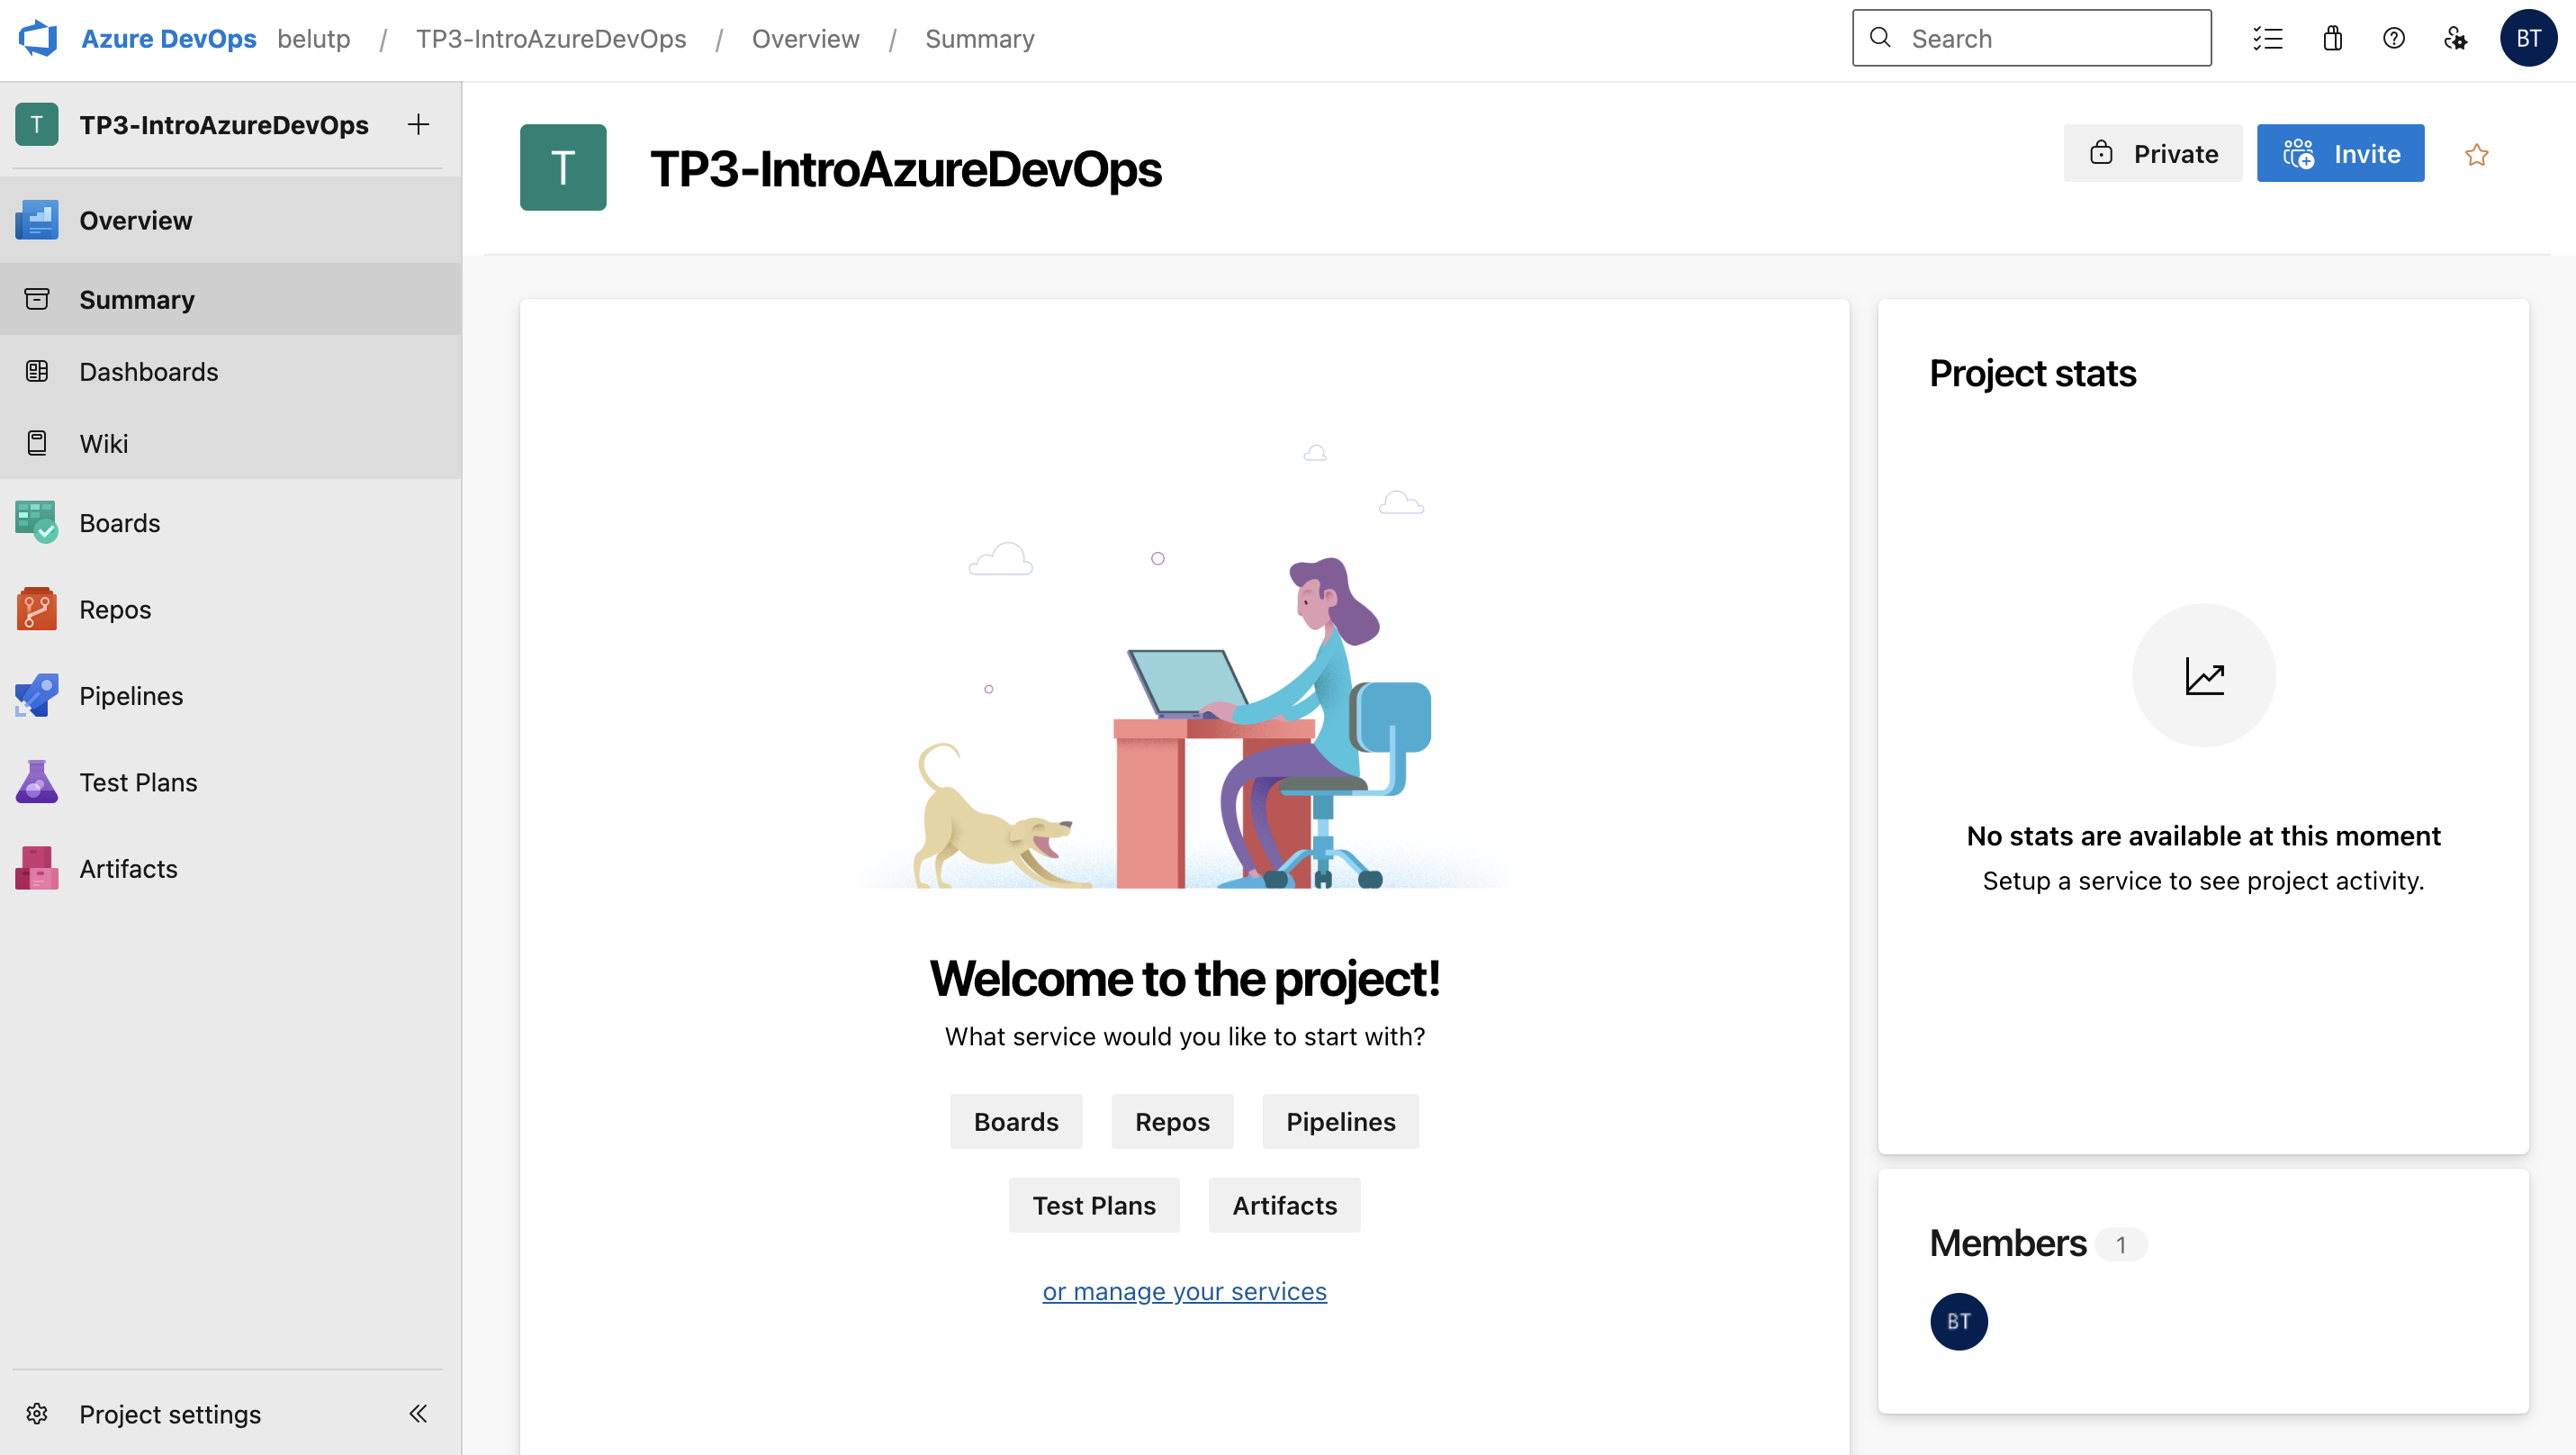 Azure DevOps belutp / TP3-IntroAzureDevOps / Overview / Summary
Search
BT
T TP3-IntroAzureDevOps
Overview
Summary
Dashboards
Wiki
Boards
Repos
Pipelines
Test Plans
Artifacts
Project settings
T TP3-IntroAzureDevOps
Private
Invite
Welcome to the project!
What service would you like to start with?
Boards Repos Pipelines
Test Plans Artifacts
or manage your services
Project stats
No stats are available at this moment
Setup a service to see project activity.
Members 1
BT